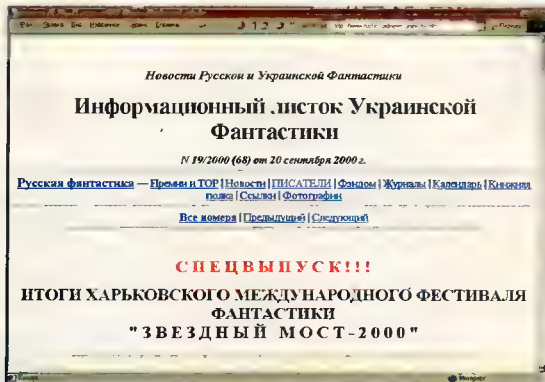 Новости Русской и Украинской Фантастики
Информационный листок Украинской
Фантастики
N 19/2000 (68) от 20 сентября 2000 г.
Русская фантастика — Премии и TOP | Новости | ПИСАТЕЛИ | Фэндом | Журналы | Календарь | Книжная
полка | Ссылки | Фотографии
Все номера | Предыдущий | Следующий
СПЕЦВЫПУСК!!!
ИТОГИ ХАРЬКОВСКОГО МЕЖДУНАРОДНОГО ФЕСТИВАЛЯ
ФАНТАСТИКИ
"ЗВЕЗДНЫЙ МОСТ-2000"